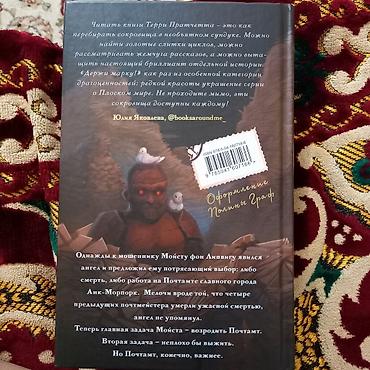 Читать книги Терри Пратчетта – это как
перебирать сокровища в необъятном сундуке. Можно
найти золотые слитки циклов, можно
рассматривать жемчуга рассказов, а можно выта-
щить настоящий бриллиант отдельной истории.
«Держи марку!» как раз из особенной категории
драгоценностей: редкой красоты украшение серии
о Плоском мире. Не проходите мимо, эти
сокровища доступны каждому!
Юлия Яковлева, @booksaroundme_
Оформление
Полины Граф
Однажды к мошеннику Мойсту фон Липвигу явился
ангел и предложил ему потрясающий выбор: либо
смерть, либо работа на Почтамте главного города
Анк-Морпорк. Мелочи вроде той, что четыре
предыдущих почтмейстера умерли ужасной смертью,
ангел не упомянул.
Теперь главная задача Мойста – возродить Почтамт.
Вторая задача – неплохо бы выжить.
Но Почтамт, конечно, важнее.